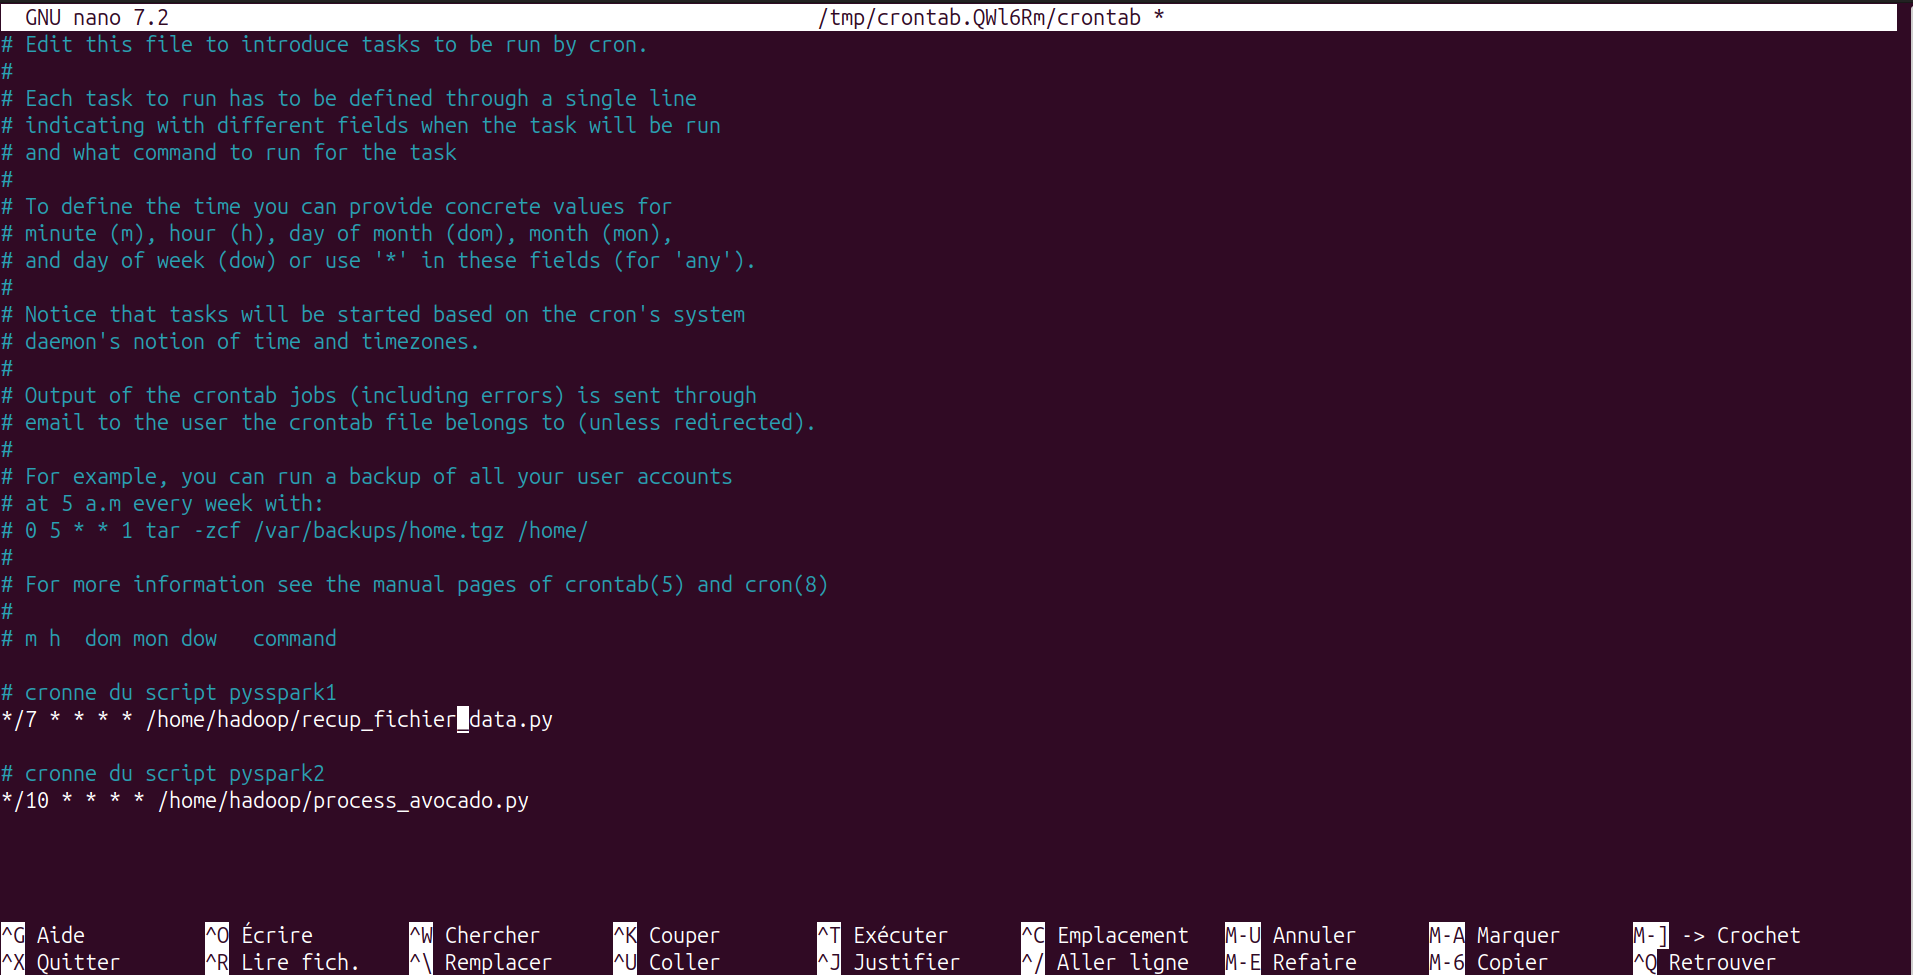 GNU nano 7.2 /tmp/crontab.QWl6Rm/crontab *
# Edit this file to introduce tasks to be run by cron.
#
# Each task to run has to be defined through a single line
# indicating with different fields when the task will be run
# and what command to run for the task
#
# To define the time you can provide concrete values for
# minute (m), hour (h), day of month (dom), month (mon),
# and day of week (dow) or use '*' in these fields (for 'any').
#
# Notice that tasks will be started based on the cron's system
# daemon's notion of time and timezones.
#
# Output of the crontab jobs (including errors) is sent through
# email to the user the crontab file belongs to (unless redirected).
#
# For example, you can run a backup of all your user accounts
# at 5 a.m every week with:
# 0 5 * * 1 tar -zcf /var/backups/home.tgz /home/
#
# For more information see the manual pages of crontab(5) and cron(8)
#
# m h  dom mon dow   command
# cronne du script pysspark1
*/7 * * * * /home/hadoop/recup_fichier_data.py
# cronne du script pyspark2
*/10 * * * * /home/hadoop/process_avocado.py
^G Aide ^O Écrire ^W Chercher ^K Couper ^T Exécuter ^C Emplacement M-U Annuler M-A Marquer M-] -> Crochet
^X Quitter ^R Lire fich. ^\ Remplacer ^U Coller ^J Justifier ^/ Aller ligne M-E Refaire M-6 Copier ^Q Retrouver